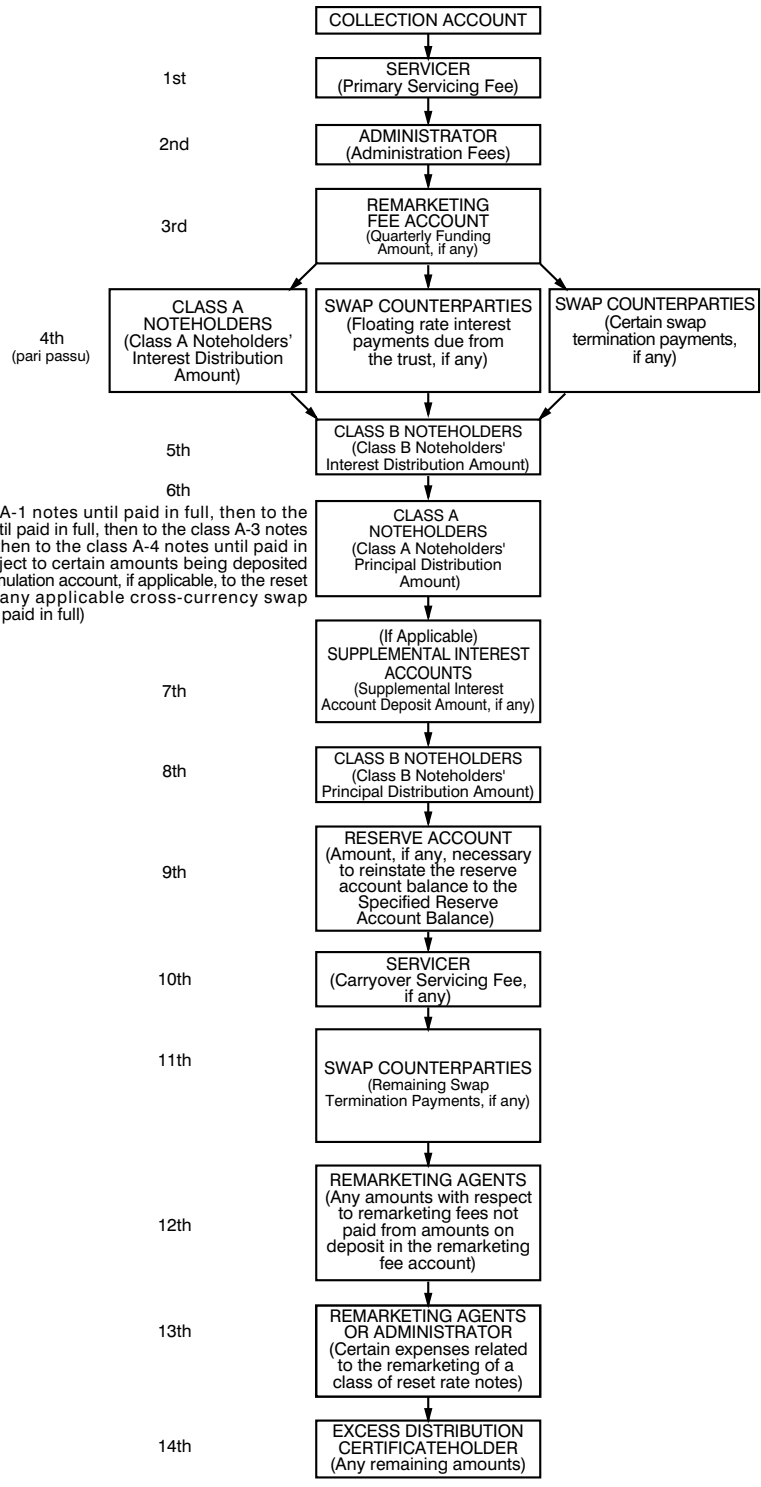 COLLECTION ACCOUNT
1st
SERVICER
(Primary Servicing Fee)
2nd
ADMINISTRATOR
(Administration Fees)
3rd
REMARKETING
FEE ACCOUNT
(Quarterly Funding
Amount, if any)
4th
(pari passu)
CLASS A
NOTEHOLDERS
(Class A Noteholders’
Interest Distribution
Amount)
SWAP COUNTERPARTIES
(Floating rate interest
payments due from
the trust, if any)
SWAP COUNTERPARTIES
(Certain swap
termination payments,
if any)
5th
CLASS B NOTEHOLDERS
(Class B Noteholders'
Interest Distribution Amount)
6th
A-1 notes until paid in full, then to the
til paid in full, then to the class A-3 notes
then to the class A-4 notes until paid in
ject to certain amounts being deposited
mulation account, if applicable, to the reset
any applicable cross-currency swap
paid in full)
CLASS A
NOTEHOLDERS
(Class A Noteholders'
Principal Distribution
Amount)
7th
(If Applicable)
SUPPLEMENTAL INTEREST
ACCOUNTS
(Supplemental Interest
Account Deposit Amount, if any)
8th
CLASS B NOTEHOLDERS
(Class B Noteholders'
Principal Distribution Amount)
9th
RESERVE ACCOUNT
(Amount, if any, necessary
to reinstate the reserve
account balance to the
Specified Reserve
Account Balance)
10th
SERVICER
(Carryover Servicing Fee,
if any)
11th
SWAP COUNTERPARTIES
(Remaining Swap
Termination Payments, if any)
12th
REMARKETING AGENTS
(Any amounts with respect
to remarketing fees not
paid from amounts on
deposit in the remarketing
fee account)
13th
REMARKETING AGENTS
OR ADMINISTRATOR
(Certain expenses related
to the remarketing of a
class of reset rate notes)
14th
EXCESS DISTRIBUTION
CERTIFICATEHOLDER
(Any remaining amounts)